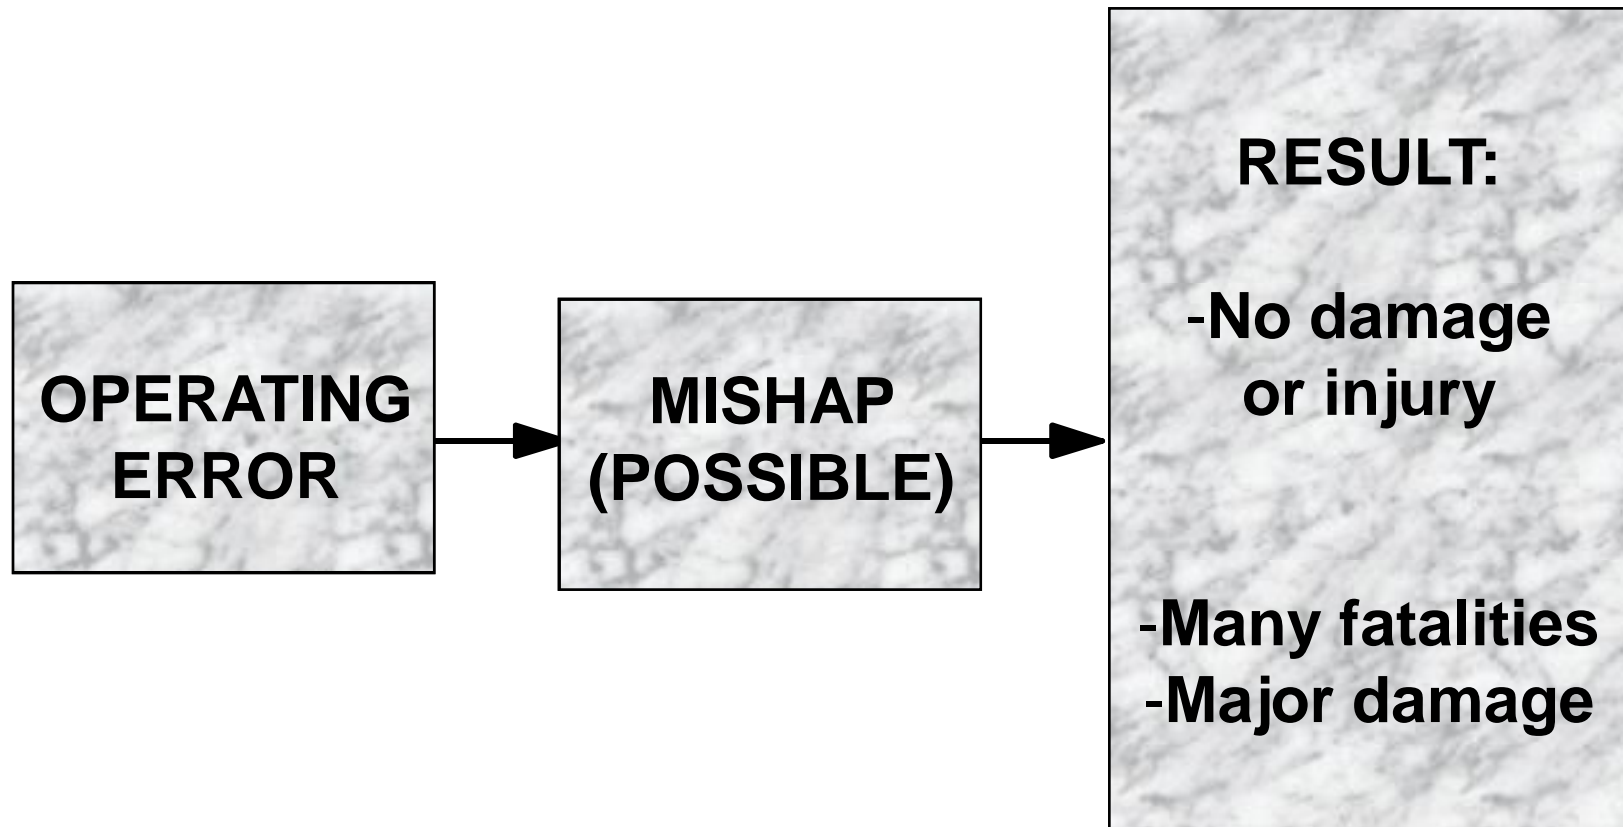 OPERATING
ERROR
MISHAP
(POSSIBLE)
RESULT:
-No damage
or injury
-Many fatalities
-Major damage